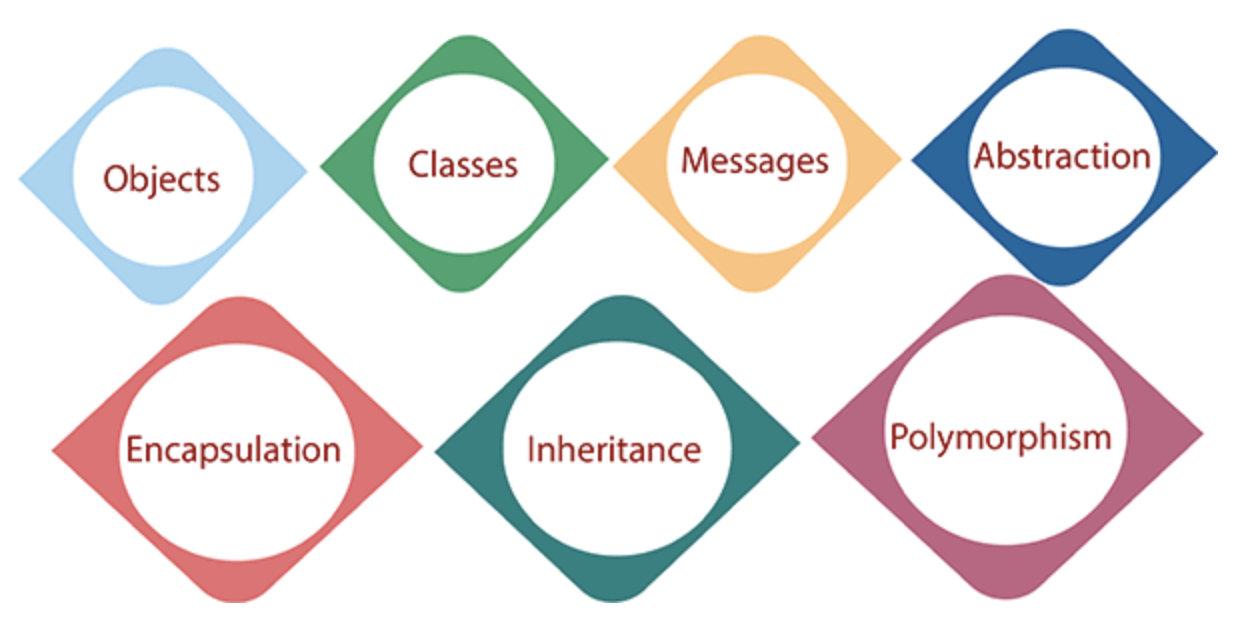 Objects
Classes
Messages
Abstraction
Encapsulation
Inheritance
Polymorphism